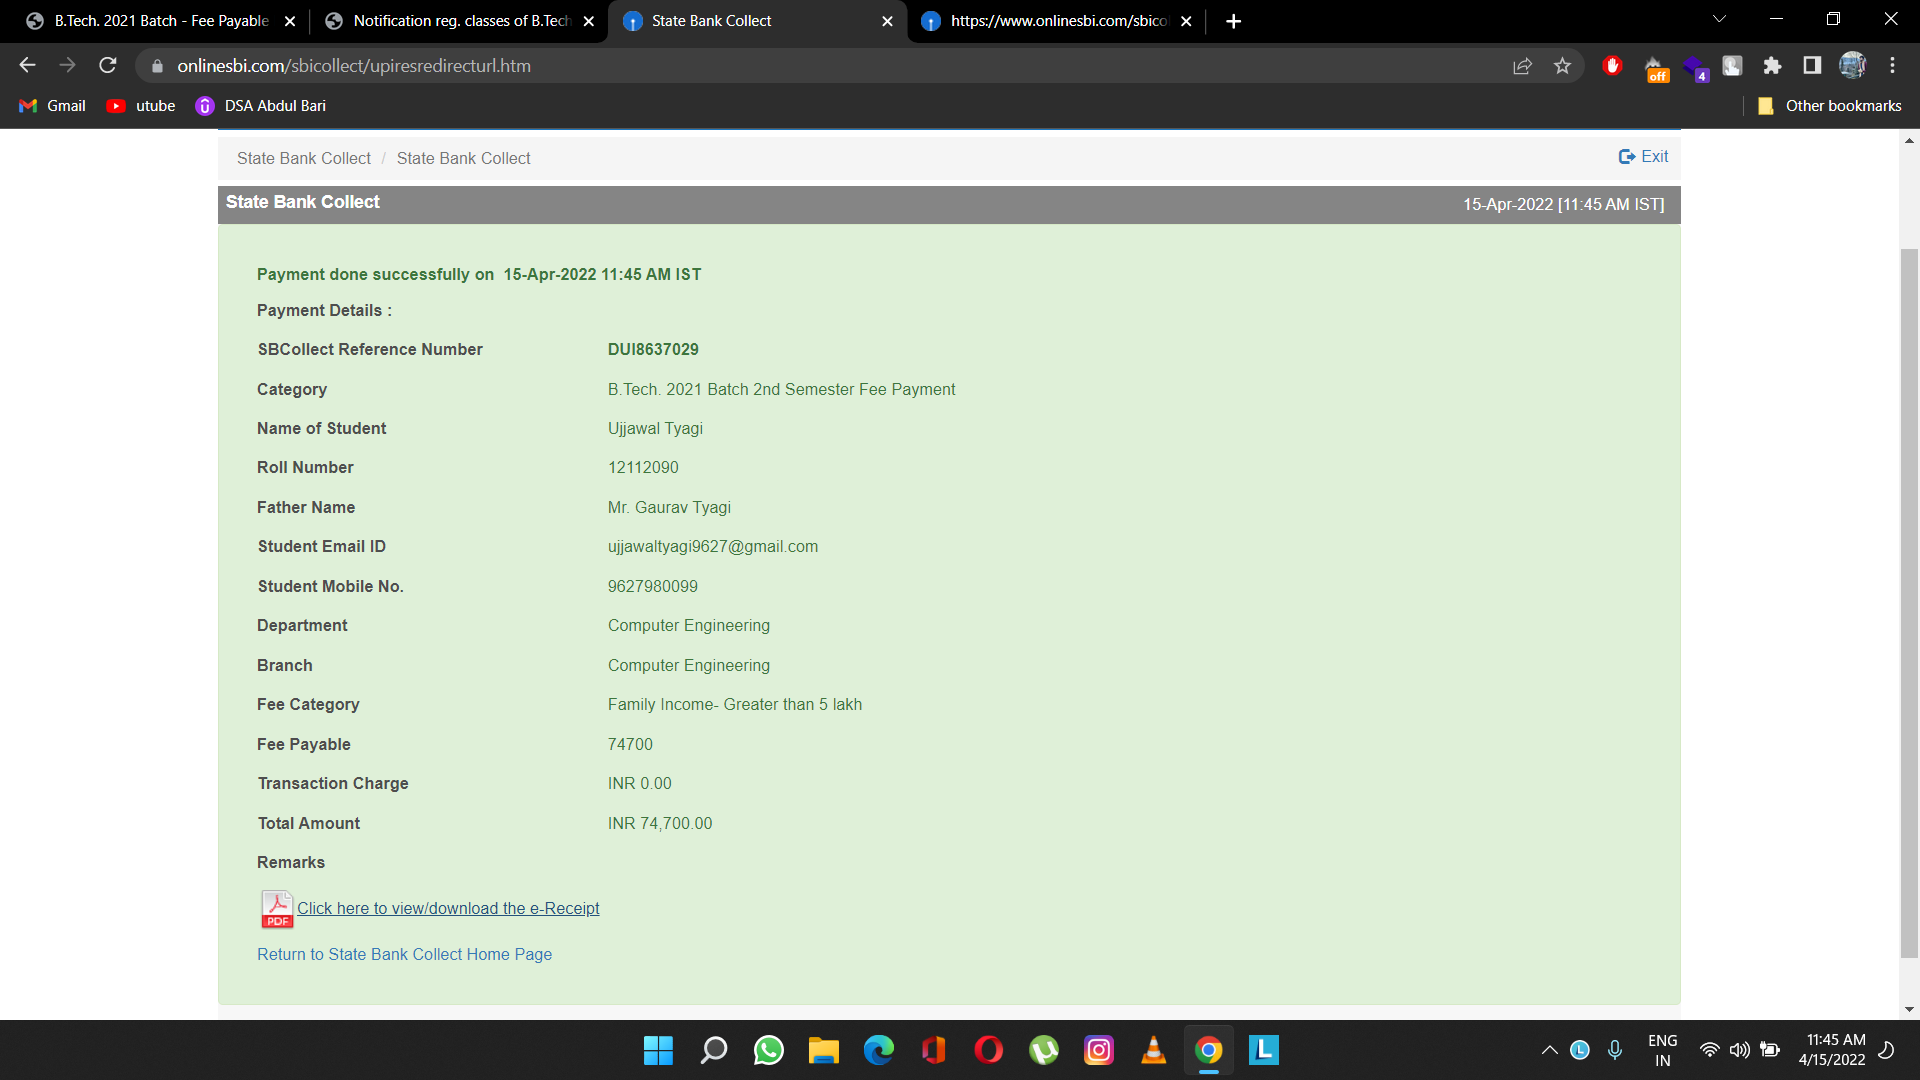 B.Tech. 2021 Batch - Fee Payable
Notification reg. classes of B.Tech
State Bank Collect
https://www.onlinesbi.com/sbicol
onlinesbi.com/sbicollect/upiresredirecturl.htm
off
4
Gmail
utube
DSA Abdul Bari
Other bookmarks
State Bank Collect / State Bank Collect
Exit
State Bank Collect
15-Apr-2022 [11:45 AM IST]
Payment done successfully on 15-Apr-2022 11:45 AM IST
Payment Details :
SBCollect Reference Number DUI8637029
Category B.Tech. 2021 Batch 2nd Semester Fee Payment
Name of Student Ujjawal Tyagi
Roll Number 12112090
Father Name Mr. Gaurav Tyagi
Student Email ID ujjawaltyagi9627@gmail.com
Student Mobile No. 9627980099
Department Computer Engineering
Branch Computer Engineering
Fee Category Family Income- Greater than 5 lakh
Fee Payable 74700
Transaction Charge INR 0.00
Total Amount INR 74,700.00
Remarks
PDF
Click here to view/download the e-Receipt
Return to State Bank Collect Home Page
L
L
ENG
IN
11:45 AM
4/15/2022